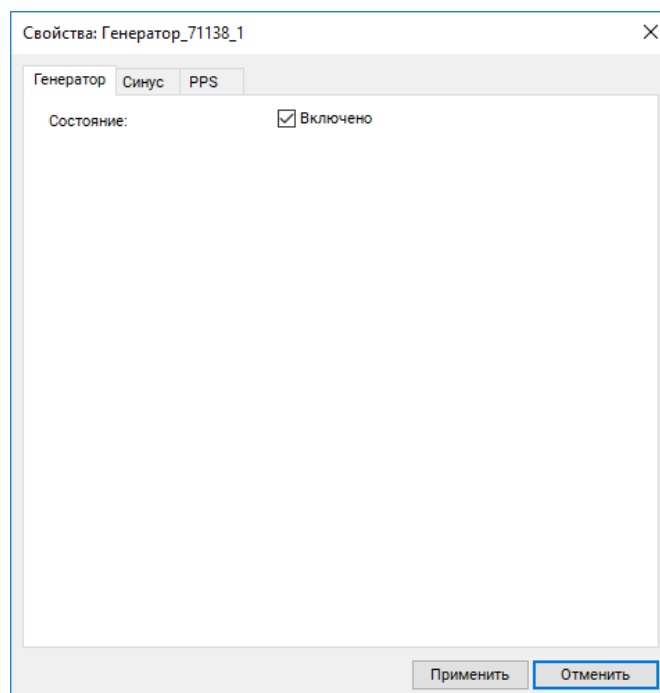 Свойства: Генератор_71138_1
Генератор Синус PPS
Состояние: Включено
Применить Отменить